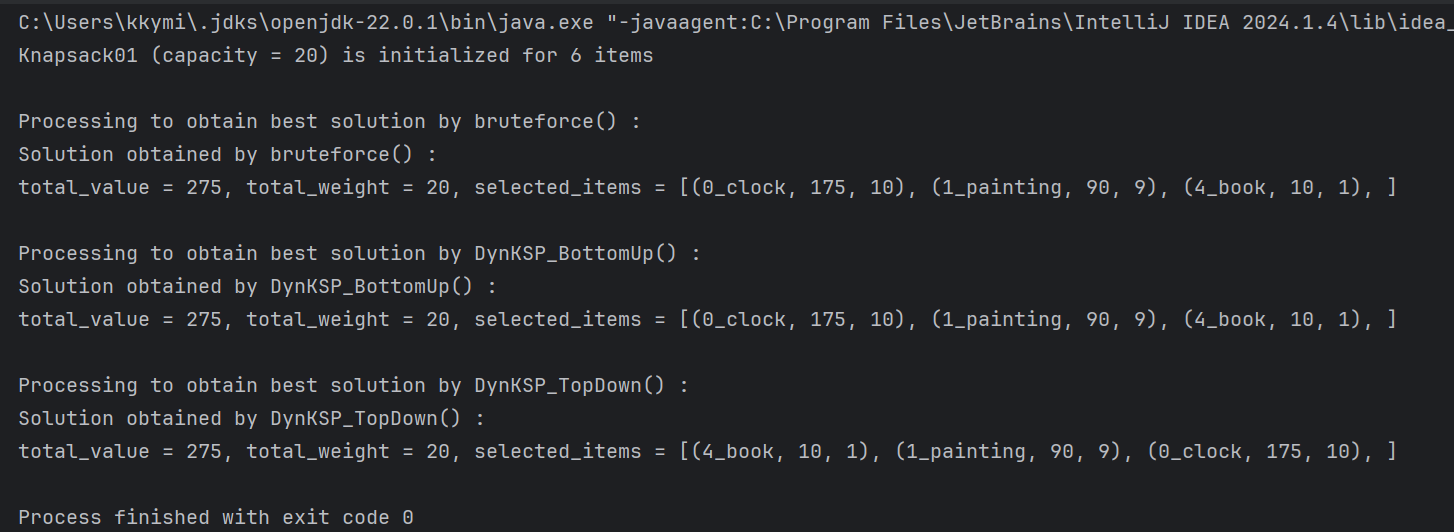 C:\Users\kkymi\.jdks\openjdk-22.0.1\bin\java.exe "-javaagent:C:\Program Files\JetBrains\IntelliJ IDEA 2024.1.4\lib\idea_
Knapsack01 (capacity = 20) is initialized for 6 items
Processing to obtain best solution by bruteforce() :
Solution obtained by bruteforce() :
total_value = 275, total_weight = 20, selected_items = [(0_clock, 175, 10), (1_painting, 90, 9), (4_book, 10, 1), ]
Processing to obtain best solution by DynKSP_BottomUp() :
Solution obtained by DynKSP_BottomUp() :
total_value = 275, total_weight = 20, selected_items = [(0_clock, 175, 10), (1_painting, 90, 9), (4_book, 10, 1), ]
Processing to obtain best solution by DynKSP_TopDown() :
Solution obtained by DynKSP_TopDown() :
total_value = 275, total_weight = 20, selected_items = [(4_book, 10, 1), (1_painting, 90, 9), (0_clock, 175, 10), ]
Process finished with exit code 0